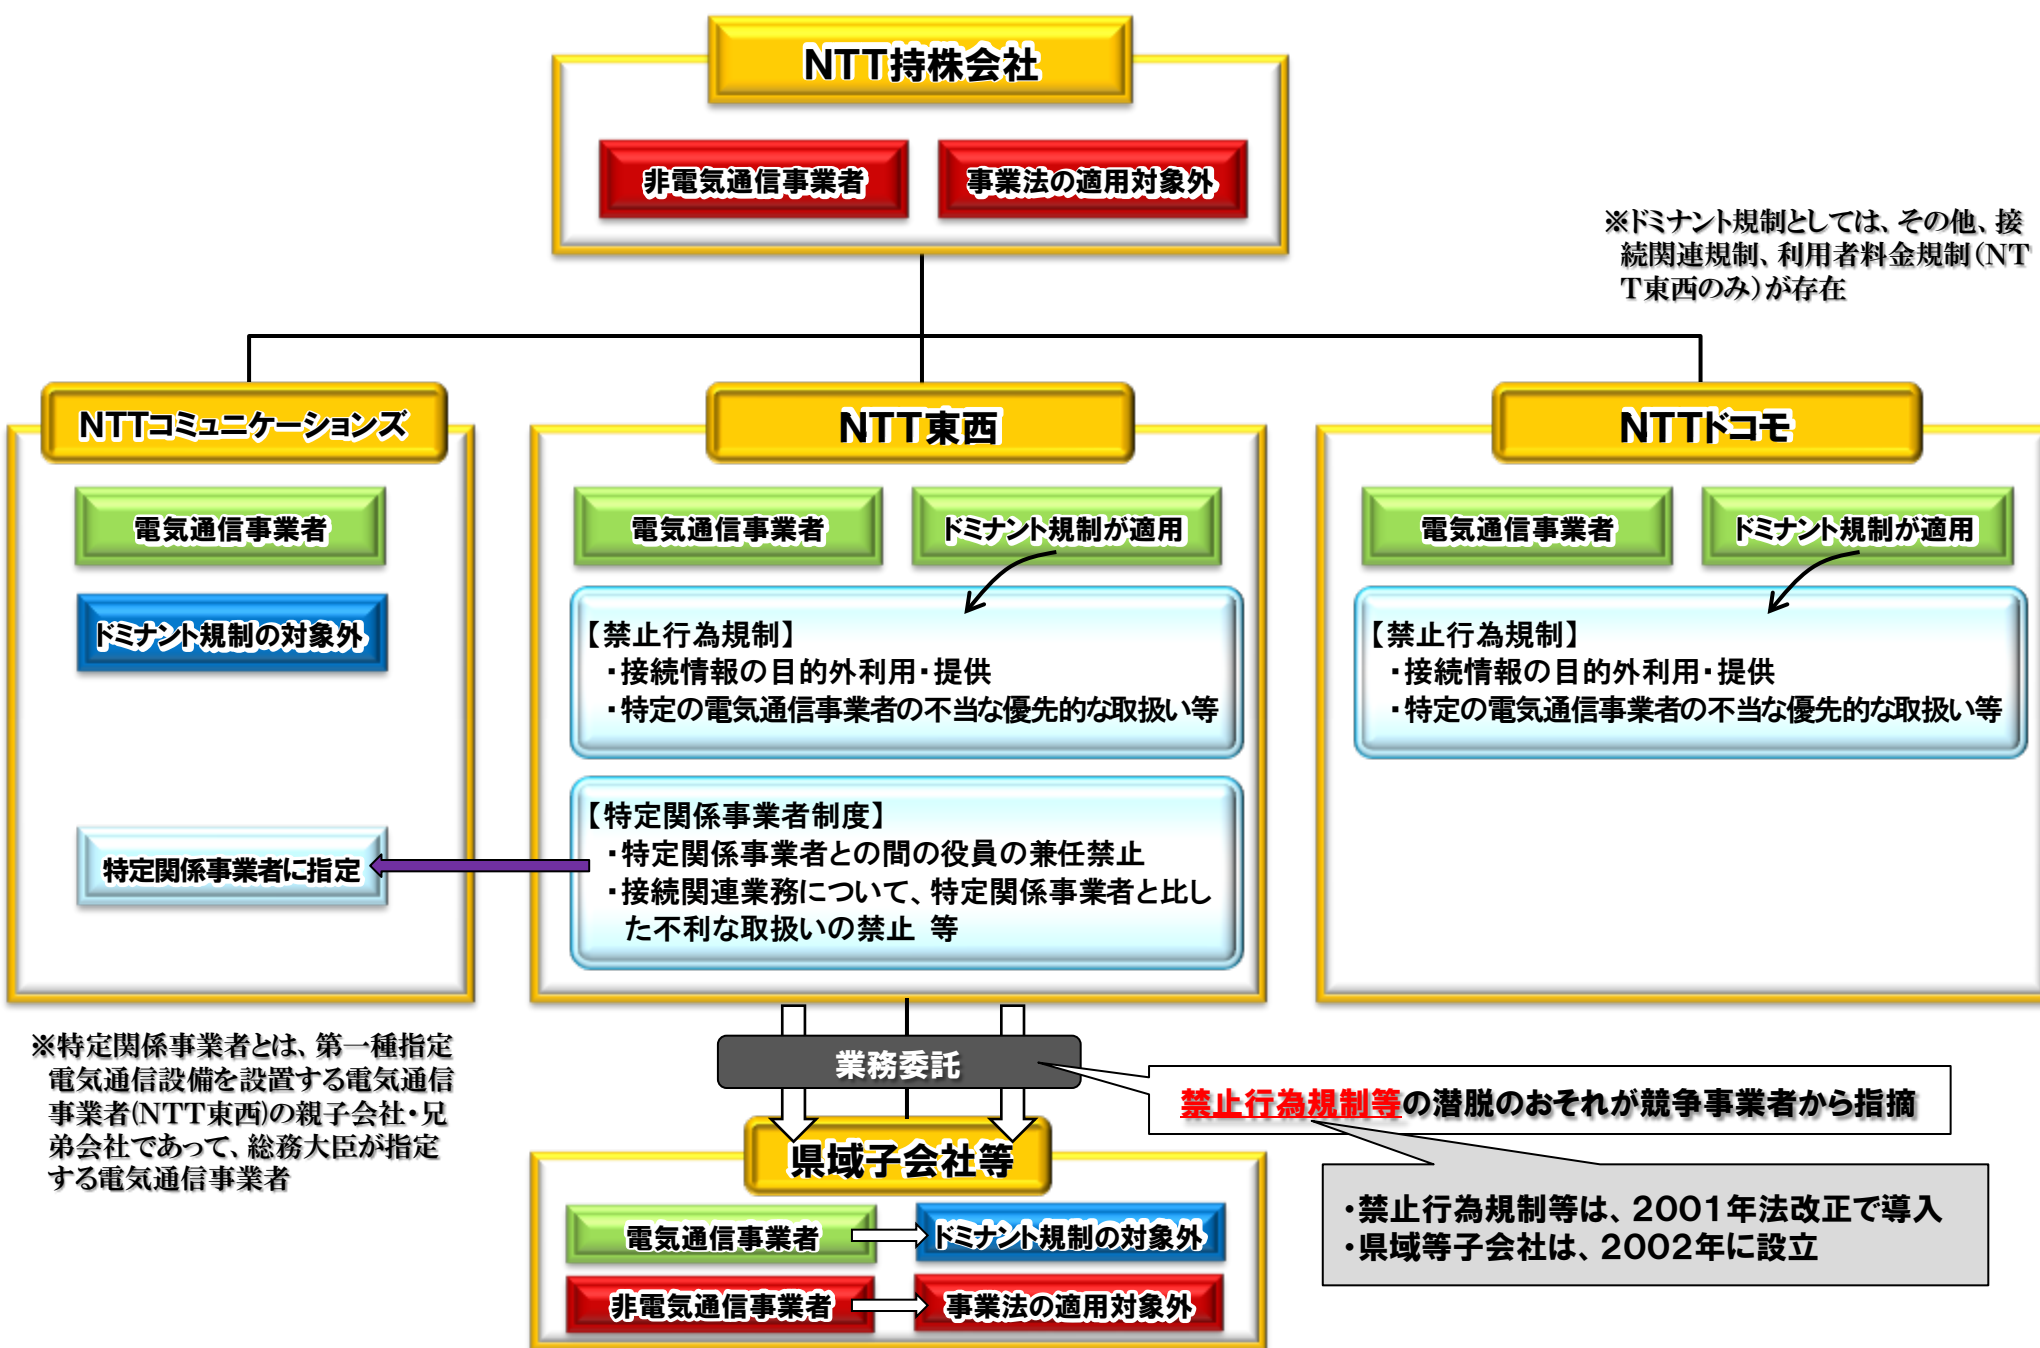 NTT持株会社
非電気通信事業者
事業法の適用対象外
※ドミナント規制としては、その他、接
続関連規制、利用者料金規制（NT
T東西のみ）が存在
NTTコミュニケーションズ
電気通信事業者
ドミナント規制の対象外
特定関係事業者に指定
NTT東西
電気通信事業者
ドミナント規制が適用
【禁止行為規制】
・接続情報の目的外利用・提供
・特定の電気通信事業者の不当な優先的な取扱い等
【特定関係事業者制度】
・特定関係事業者との間の役員の兼任禁止
・接続関連業務について、特定関係事業者と比し
た不利な取扱いの禁止 等
NTTドコモ
電気通信事業者
ドミナント規制が適用
【禁止行為規制】
・接続情報の目的外利用・提供
・特定の電気通信事業者の不当な優先的な取扱い等
※特定関係事業者とは、第一種指定
電気通信設備を設置する電気通信
事業者(NTT東西)の親子会社・兄
弟会社であって、総務大臣が指定
する電気通信事業者
業務委託
禁止行為規制等の潜脱のおそれが競争事業者から指摘
・禁止行為規制等は、2001年法改正で導入
・県域等子会社は、2002年に設立
県域子会社等
電気通信事業者
ドミナント規制の対象外
非電気通信事業者
事業法の適用対象外